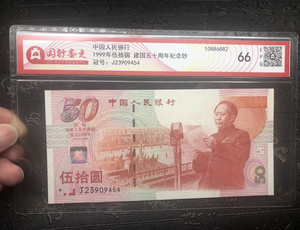 国衡鉴定
中国人民银行
1999年伍拾圆 建国五十周年纪念钞
冠号: J23909454
10886882
66
50
中国人民银行
伍拾圆
J23909454